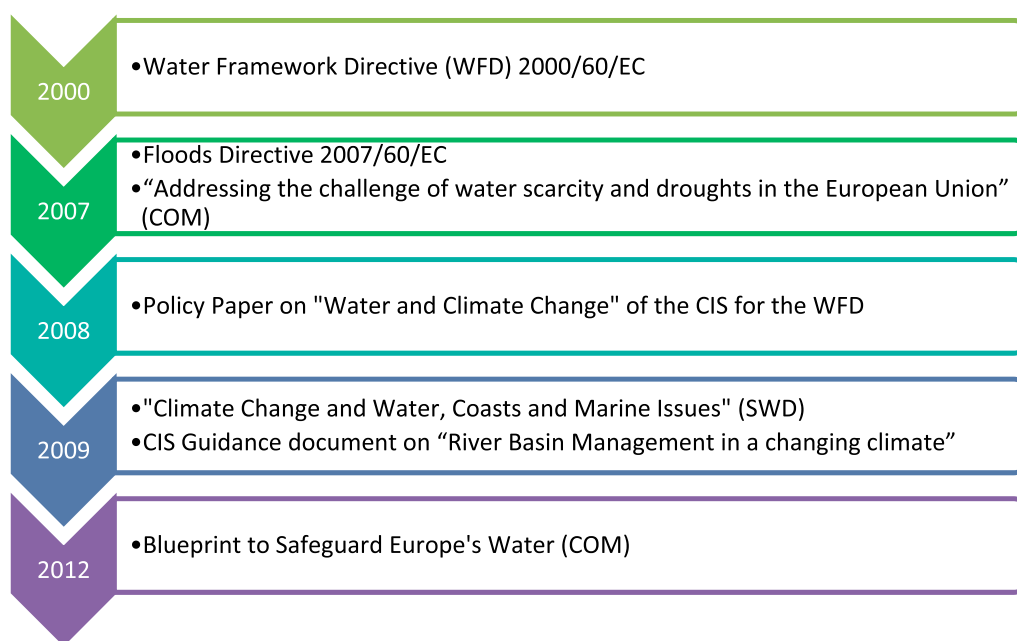 2000
•Water Framework Directive (WFD) 2000/60/EC
2007
•Floods Directive 2007/60/EC
•“Addressing the challenge of water scarcity and droughts in the European Union”
(COM)
2008
•Policy Paper on "Water and Climate Change" of the CIS for the WFD
2009
•"Climate Change and Water, Coasts and Marine Issues" (SWD)
•CIS Guidance document on “River Basin Management in a changing climate”
2012
•Blueprint to Safeguard Europe's Water (COM)